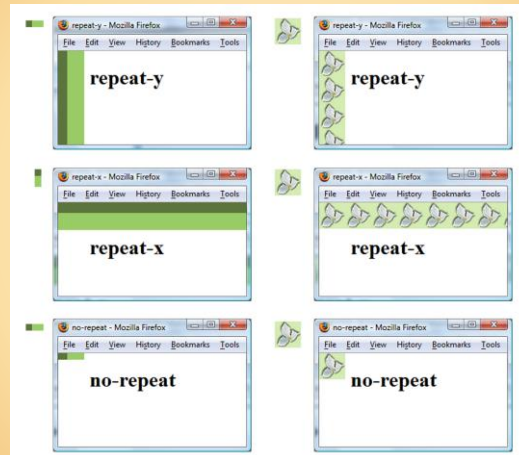 repeat-y - Mozilla Firefox
File Edit View History Bookmarks Tools
repeat-y
repeat-y - Mozilla Firefox
File Edit View History Bookmarks Tools
repeat-y
repeat-x - Mozilla Firefox
File Edit View History Bookmarks Tools
repeat-x
repeat-x - Mozilla Firefox
File Edit View History Bookmarks Tools
repeat-x
no-repeat - Mozilla Firefox
File Edit View History Bookmarks Tools
no-repeat
no-repeat - Mozilla Firefox
File Edit View History Bookmarks Tools
no-repeat